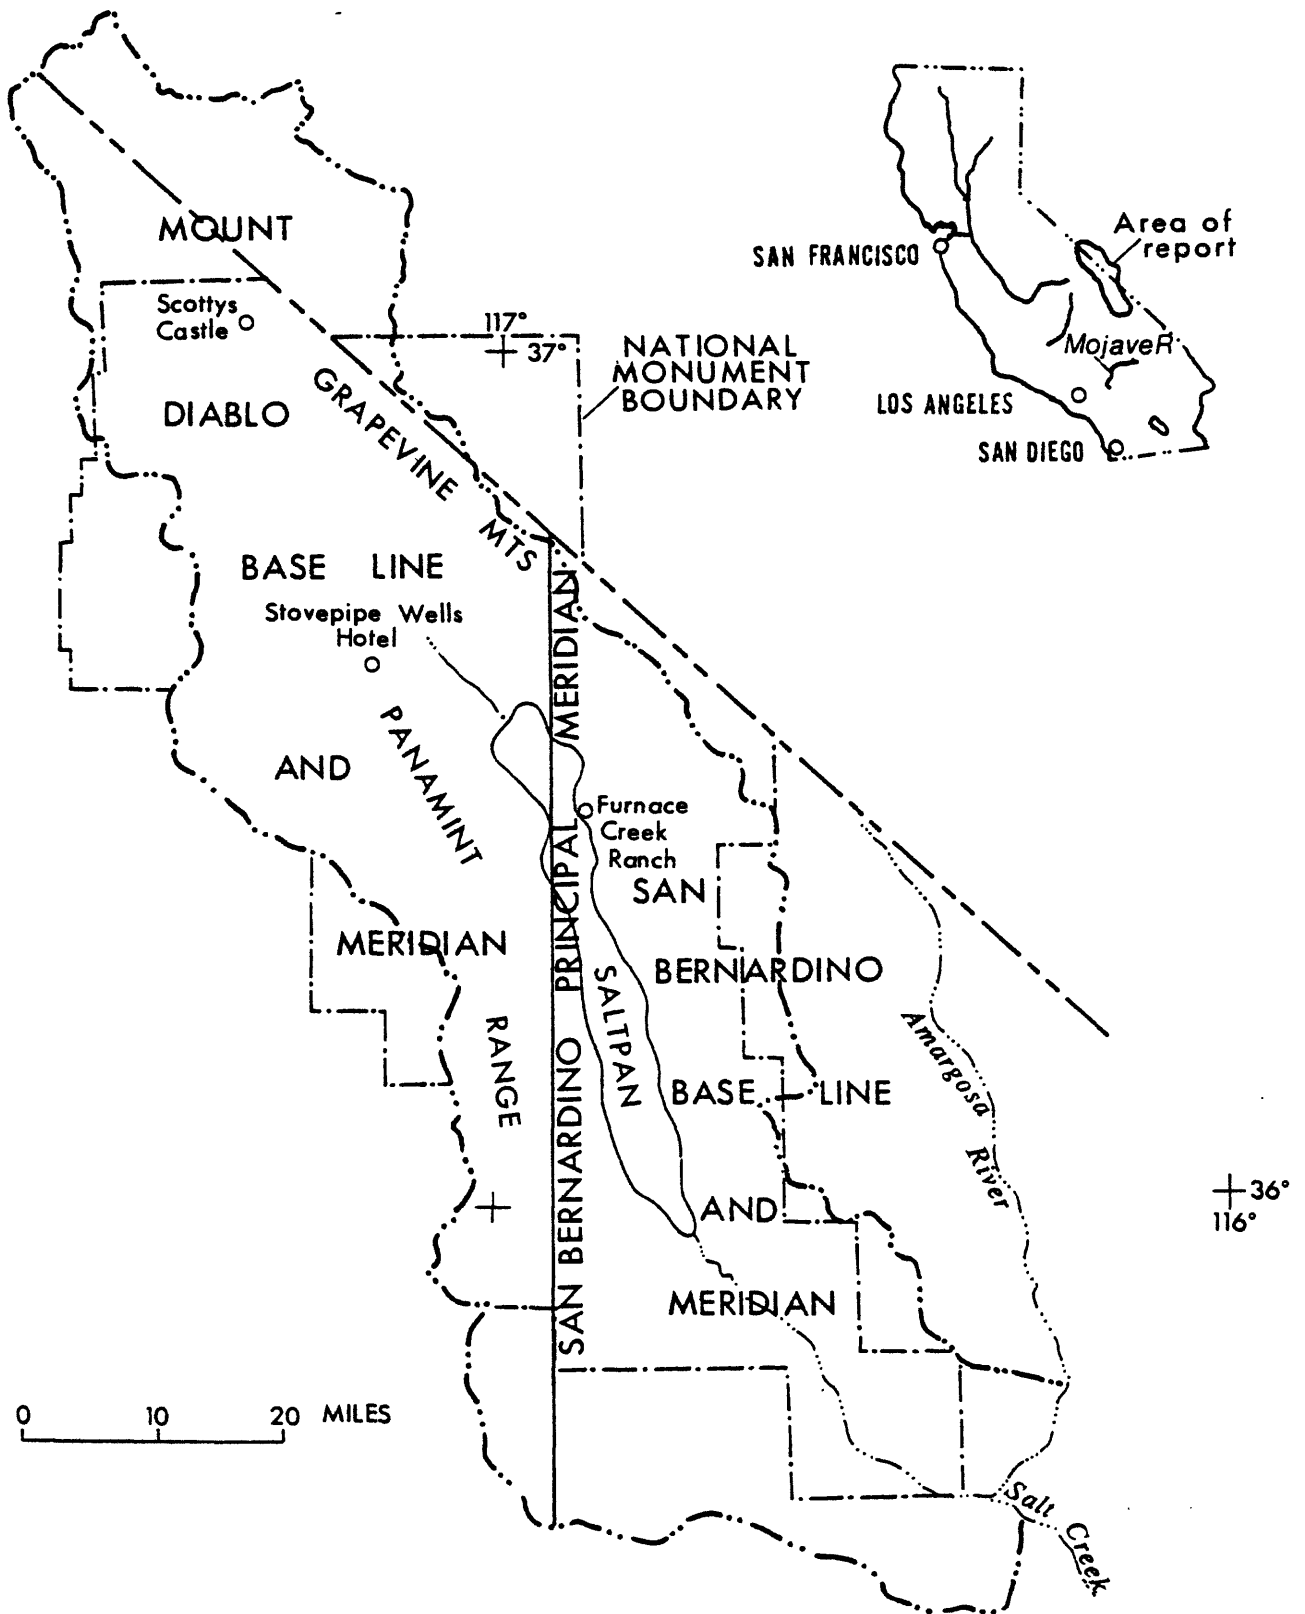 MOUNT
Scottys
Castle
117°
37°
NATIONAL
MONUMENT
BOUNDARY
DIABLO
GRAPEVINE
MTS
BASE LINE
Stovepipe Wells
Hotel
AND
PANAMINT
RANGE
MERIDIAN
SAN BERNARDINO PRINCIPAL MERIDIAN
Furnace
Creek
Ranch
SALTPAN
SAN
BERNARDINO
BASE LINE
AND
MERIDIAN
Amargosa
River
Salt Creek
36°
116°
0 10 20 MILES
SAN FRANCISCO
Area of
report
Mojave R.
LOS ANGELES
SAN DIEGO